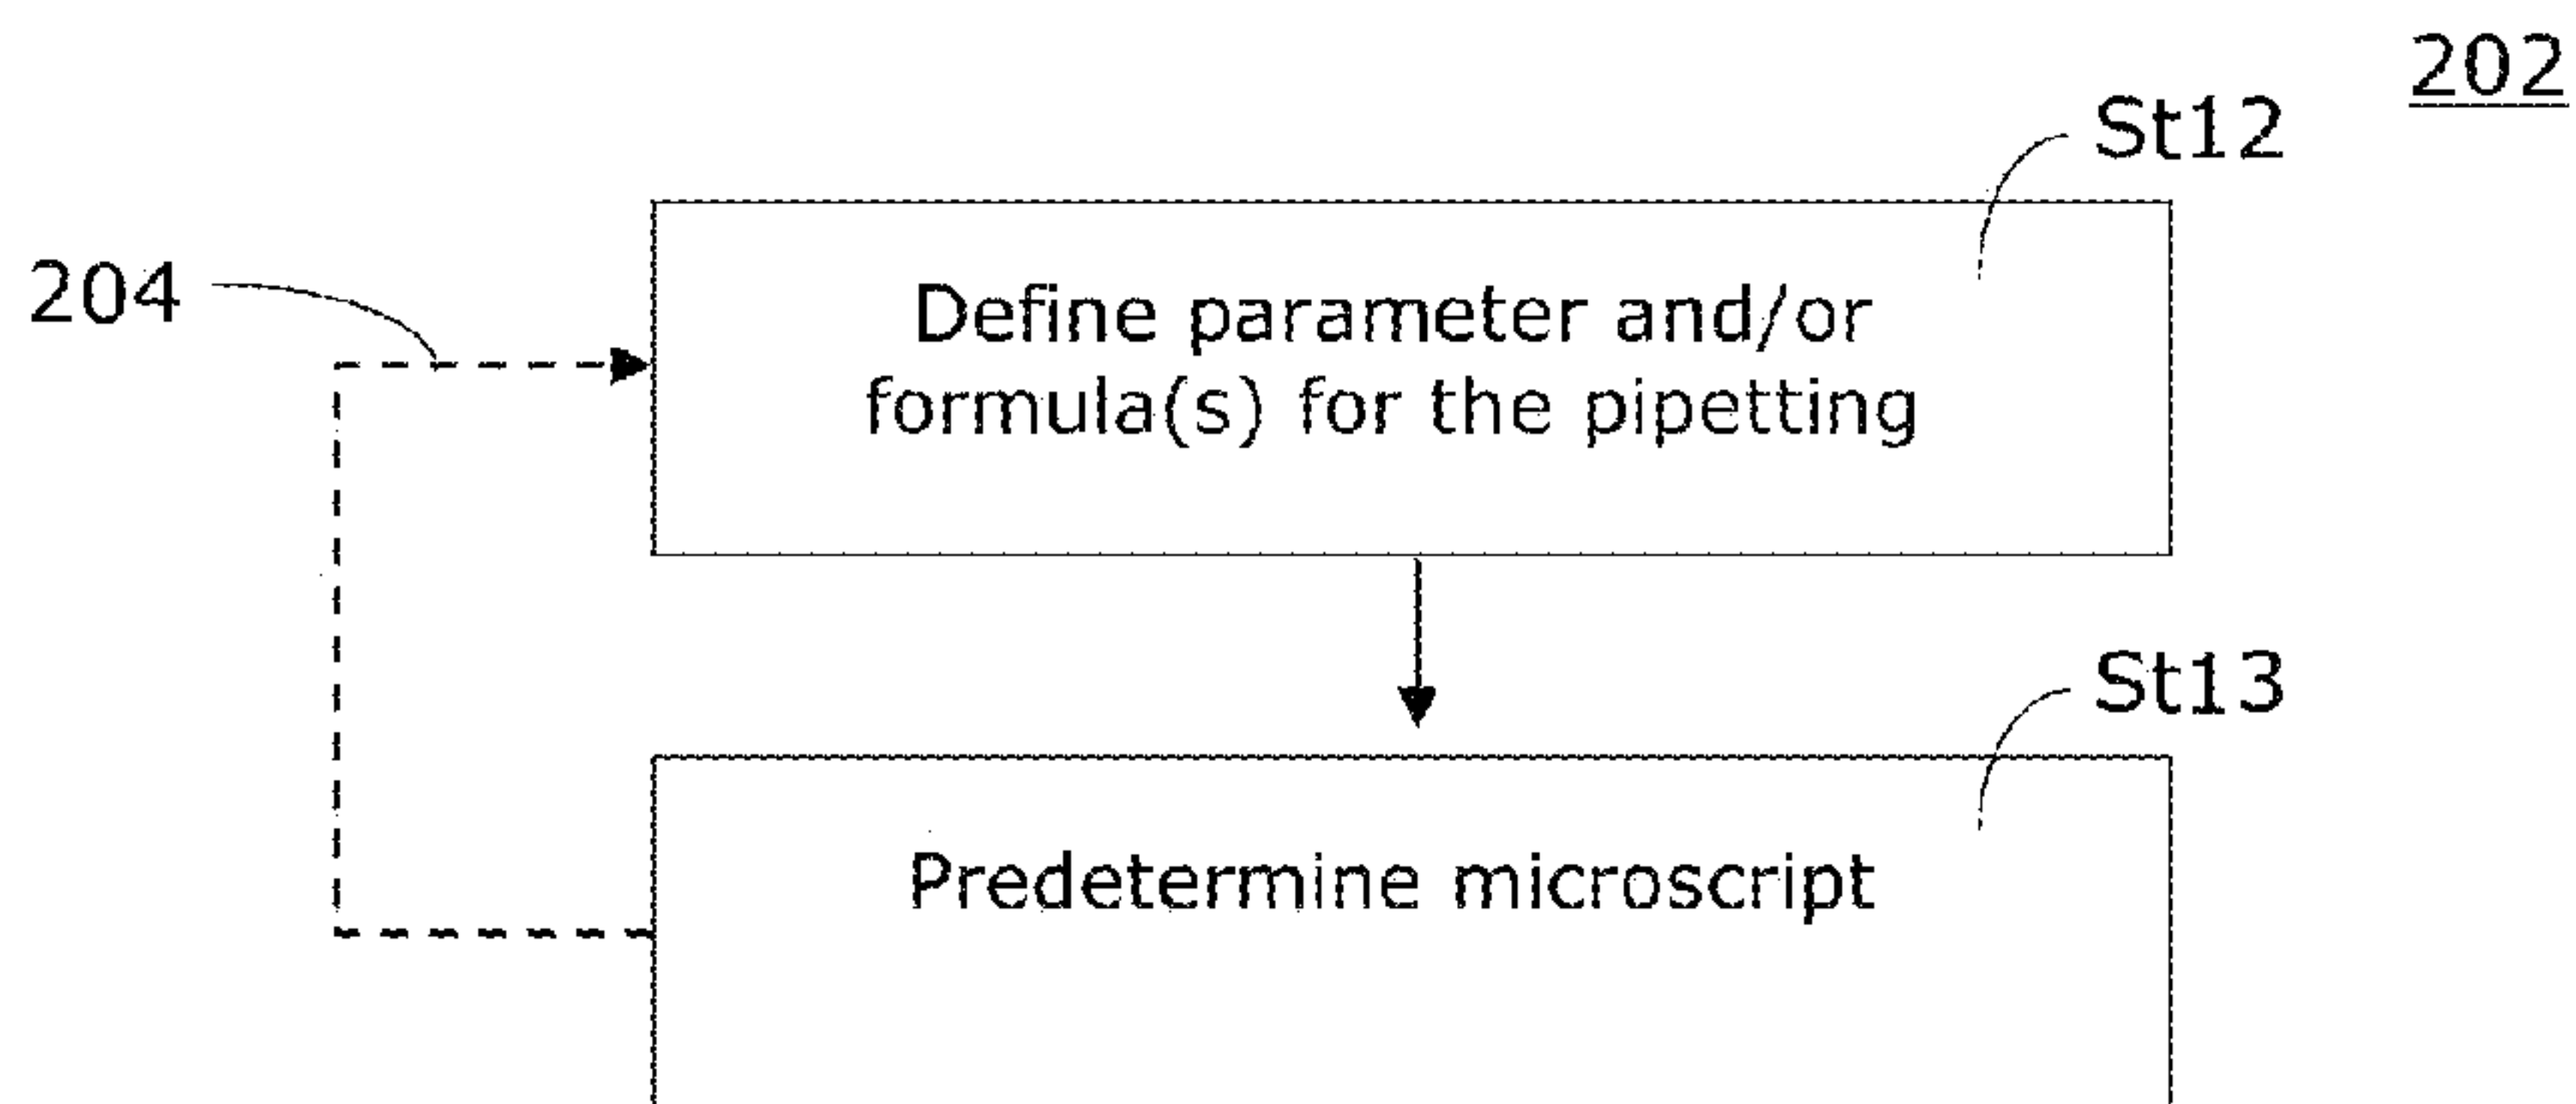 202
St12
204
Define parameter and/or
formula(s) for the pipetting
St13
Predetermine microscript